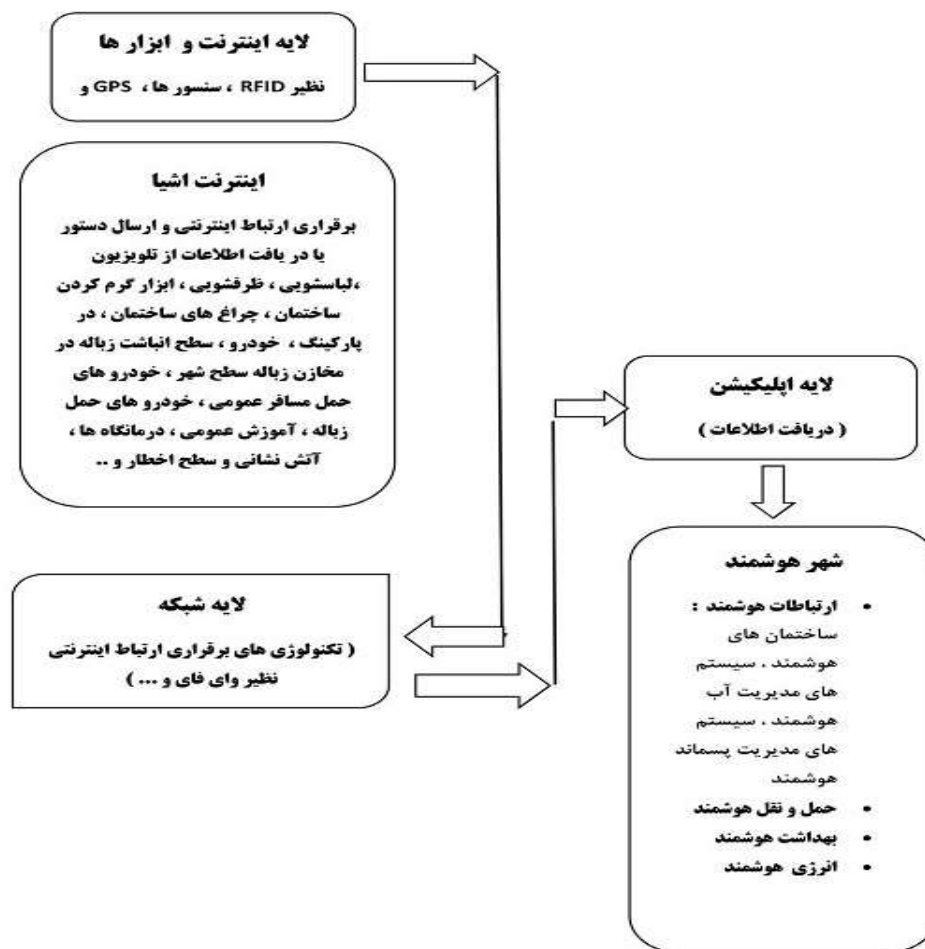 لایه اینترنت و ابزار ها
نظیر RFID ، سنسور ها ، GPS و
اینترنت اشیا
برقراری ارتباط اینترنتی و ارسال دستور
یا در یافت اطلاعات از تلویزیون
،لباسشویی ، ظرفشویی ، ابزار گرم کردن
ساختمان ، چراغ های ساختمان ، در
پارکینگ ، خودرو ، سطح انباشت زباله در
مخازن زباله سطح شهر ، خودرو های
حمل مسافر عمومی ، خودرو های حمل
زباله ، آموزش عمومی ، درمانگاه ها ،
آتش نشانی و سطح اخطار و ..
لایه شبکه
( تکنولوژی های برقراری ارتباط اینترنتی
نظیر وای فای و ... )
لایه اپلیکیشن
( دریافت اطلاعات )
شهر هوشمند
• ارتباطات هوشمند :
ساختمان های
هوشمند ، سیستم
های مدیریت آب
هوشمند ، سیستم
های مدیریت پسماند
هوشمند
• حمل و نقل هوشمند
• بهداشت هوشمند
• انرژی هوشمند